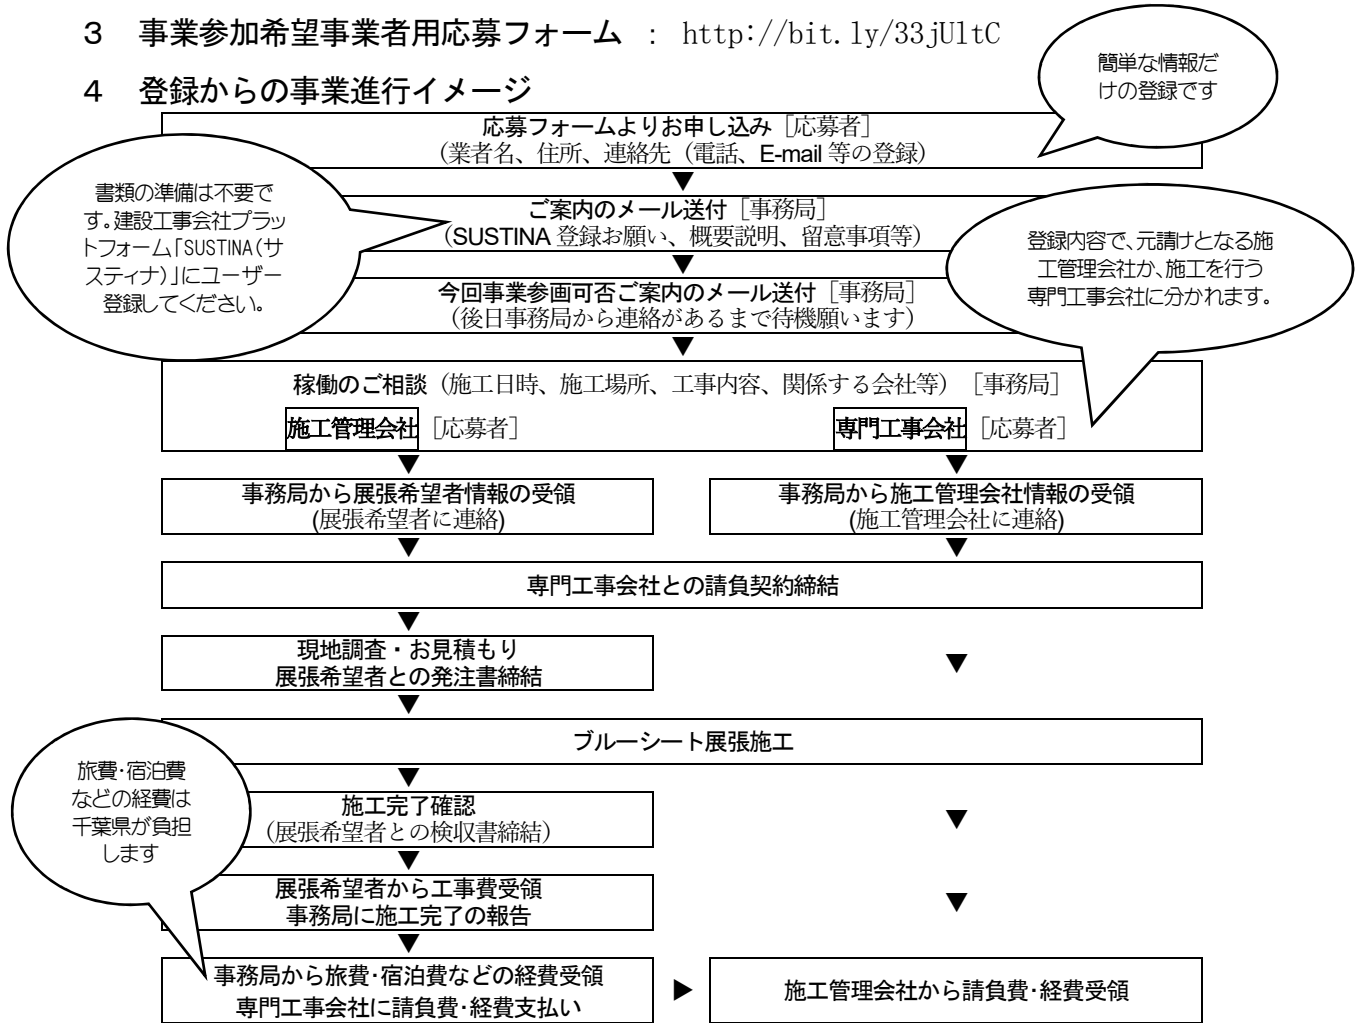 3 事業参加希望事業者用応募フォーム : http://bit.ly/33jUltC
簡単な情報だ
けの登録です
4 登録からの事業進行イメージ
応募フォームよりお申し込み［応募者］
（業者名、住所、連絡先（電話、E-mail 等の登録）
▼
書類の準備は不要で
す。建設工事会社プラッ
トフォーム「SUSTINA（サ
スティナ）」にユーザー
登録してください。
ご案内のメール送付［事務局］
（SUSTINA 登録お願い、概要説明、留意事項等）
▼
登録内容で、元請けとなる施
工管理会社か、施工を行う
専門工事会社に分かれます。
今回事業参画可否ご案内のメール送付［事務局］
（後日事務局から連絡があるまで待機願います）
▼
稼働のご相談（施工日時、施工場所、工事内容、関係する会社等）［事務局］
施工管理会社［応募者］ 専門工事会社［応募者］
▼ ▼
事務局から展張希望者情報の受領
(展張希望者に連絡)
事務局から施工管理会社情報の受領
(施工管理会社に連絡)
▼ ▼
専門工事会社との請負契約締結
▼
現地調査・お見積もり
展張希望者との発注書締結
▼
▼
ブルーシート展張施工
旅費・宿泊費
などの経費は
千葉県が負担
します
▼
施工完了確認
（展張希望者との検収書締結）
▼
▼
展張希望者から工事費受領
事務局に施工完了の報告
▼
▼
事務局から旅費・宿泊費などの経費受領
専門工事会社に請負費・経費支払い
▶
施工管理会社から請負費・経費受領